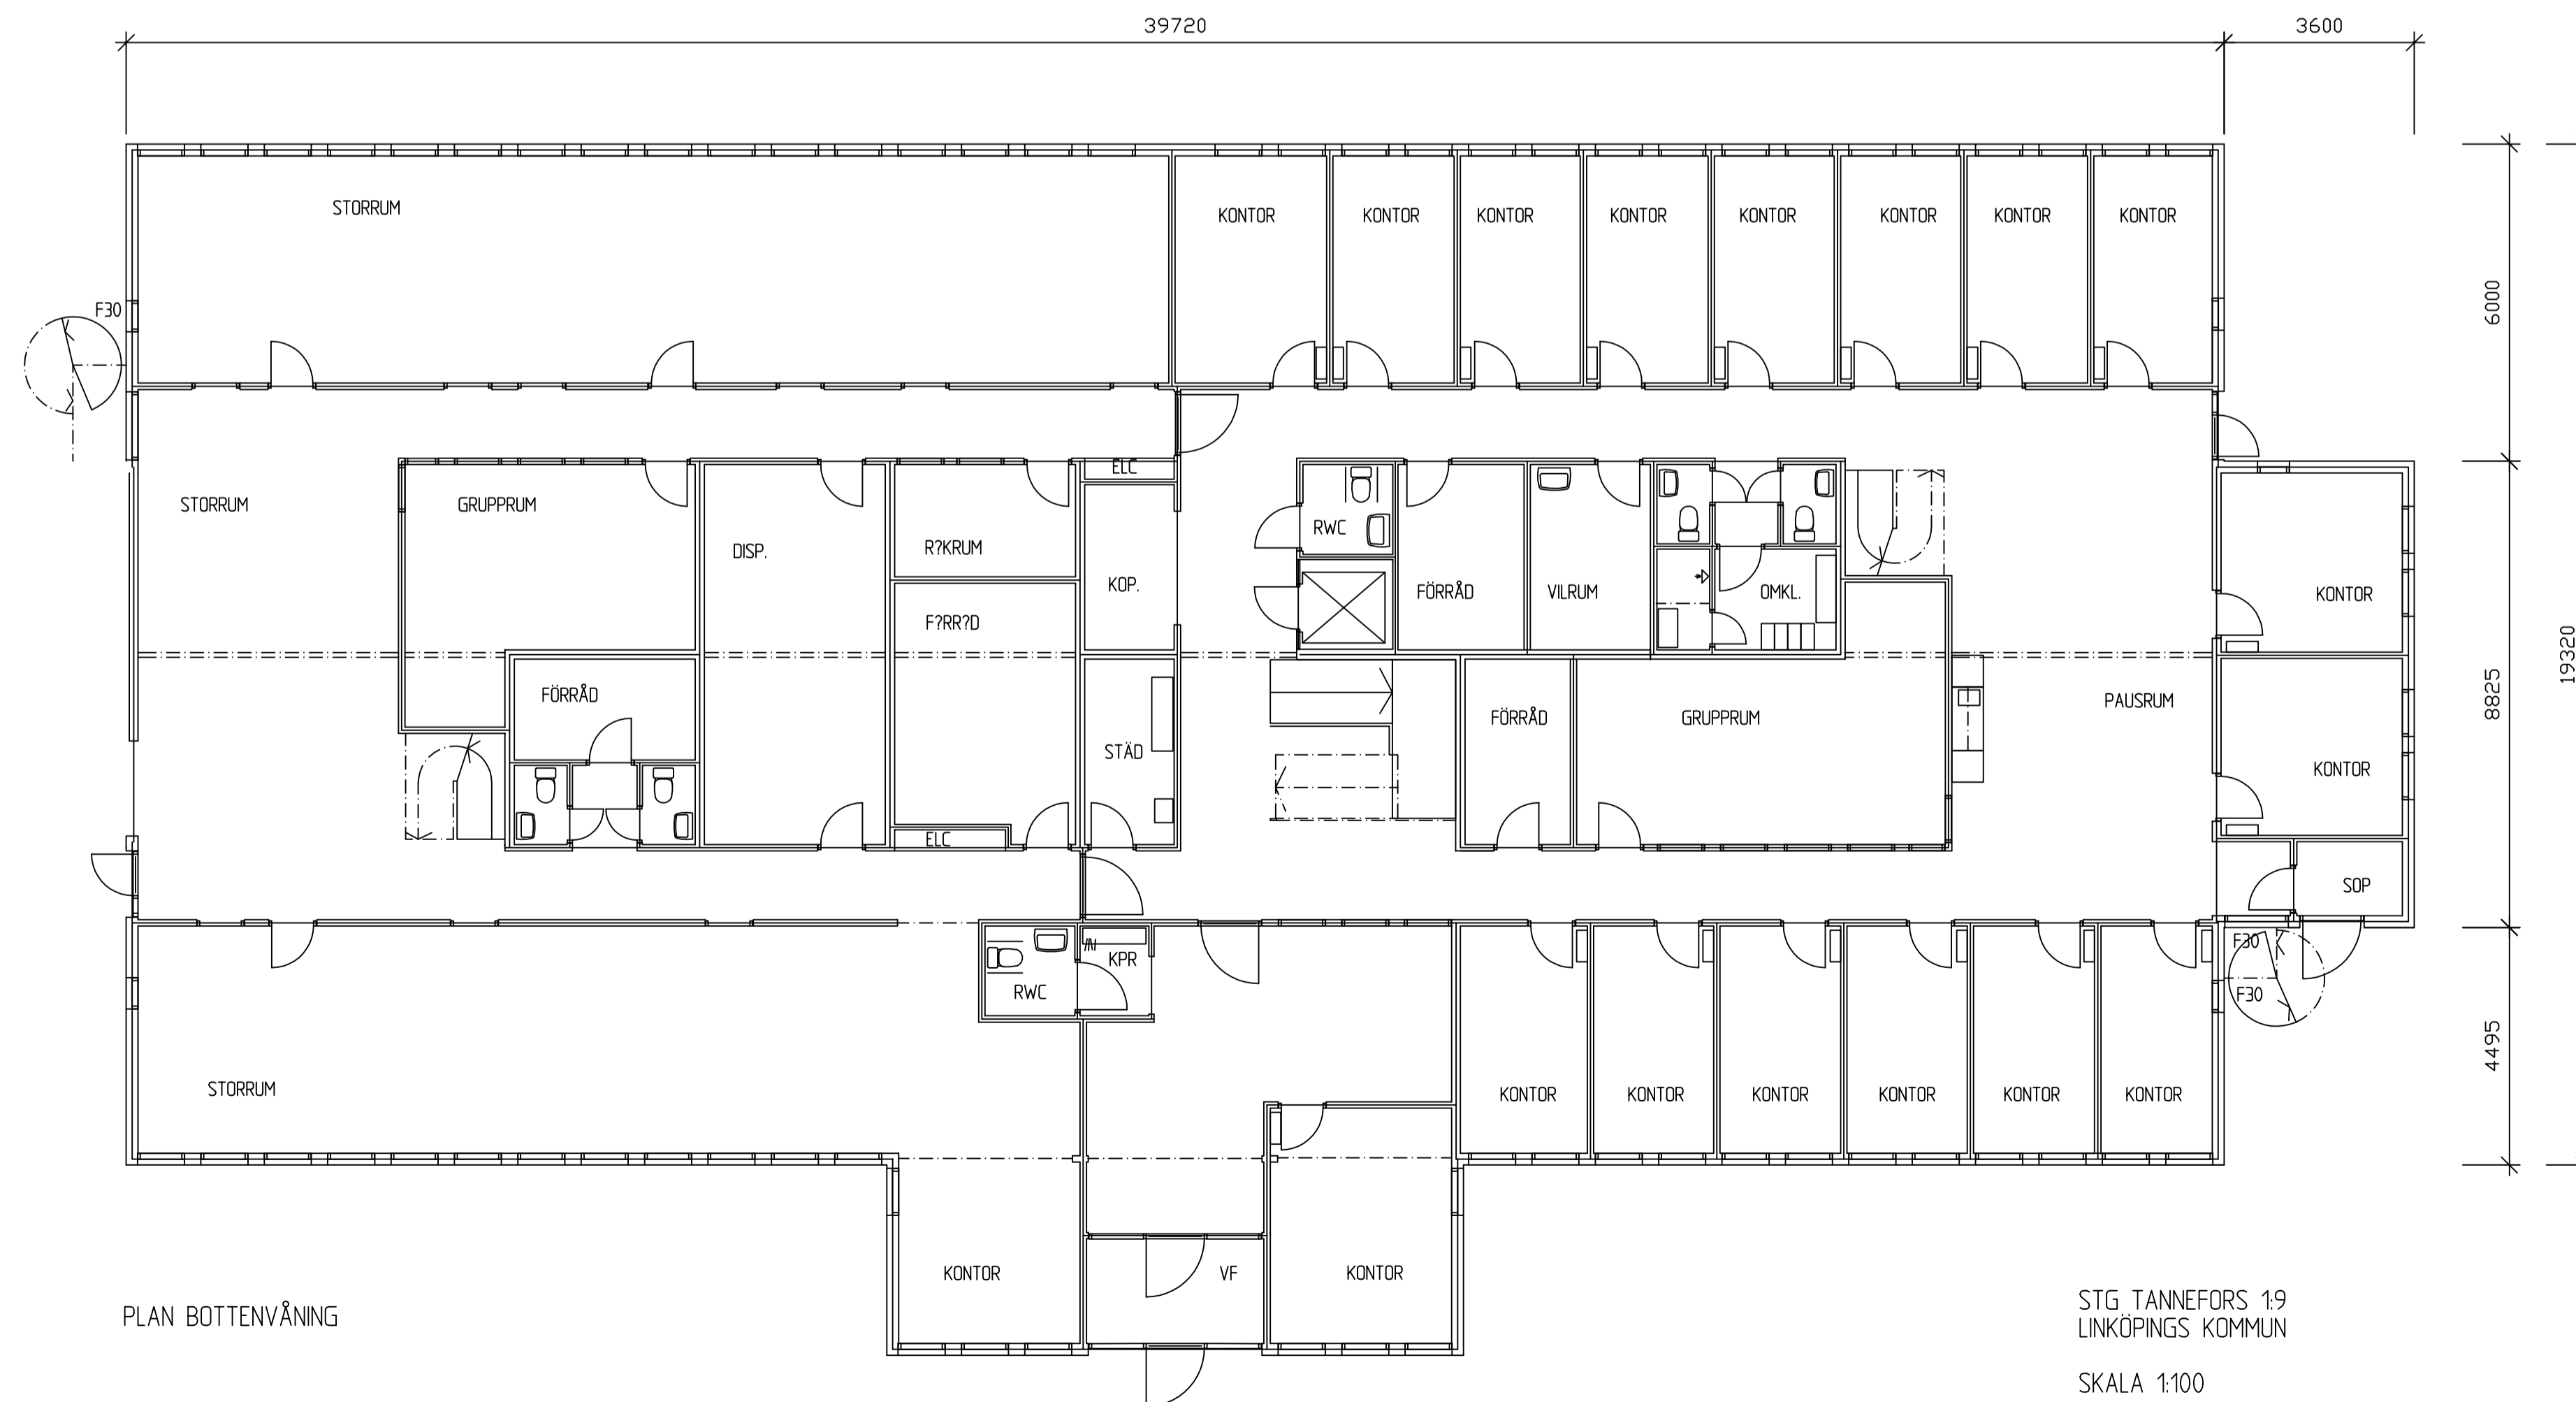 39720
3600
STORRUM
KONTOR
KONTOR
KONTOR
KONTOR
KONTOR
KONTOR
KONTOR
KONTOR
F30
6000
ELC
STORRUM
GRUPPRUM
DISP.
R?KRUM
RWC
KOP.
FÖRRÅD
VILRUM
OMKL.
KONTOR
F?RR?D
19320
FÖRRÅD
8825
PAUSRUM
FÖRRÅD
GRUPPRUM
STÄD
KONTOR
ELC
SOP
F30
KPR
RWC
F30
4495
STORRUM
KONTOR
KONTOR
KONTOR
KONTOR
KONTOR
KONTOR
KONTOR
VF
KONTOR
PLAN BOTTENVÅNING
STG TANNEFORS 1:9
LINKÖPINGS KOMMUN
SKALA 1:100